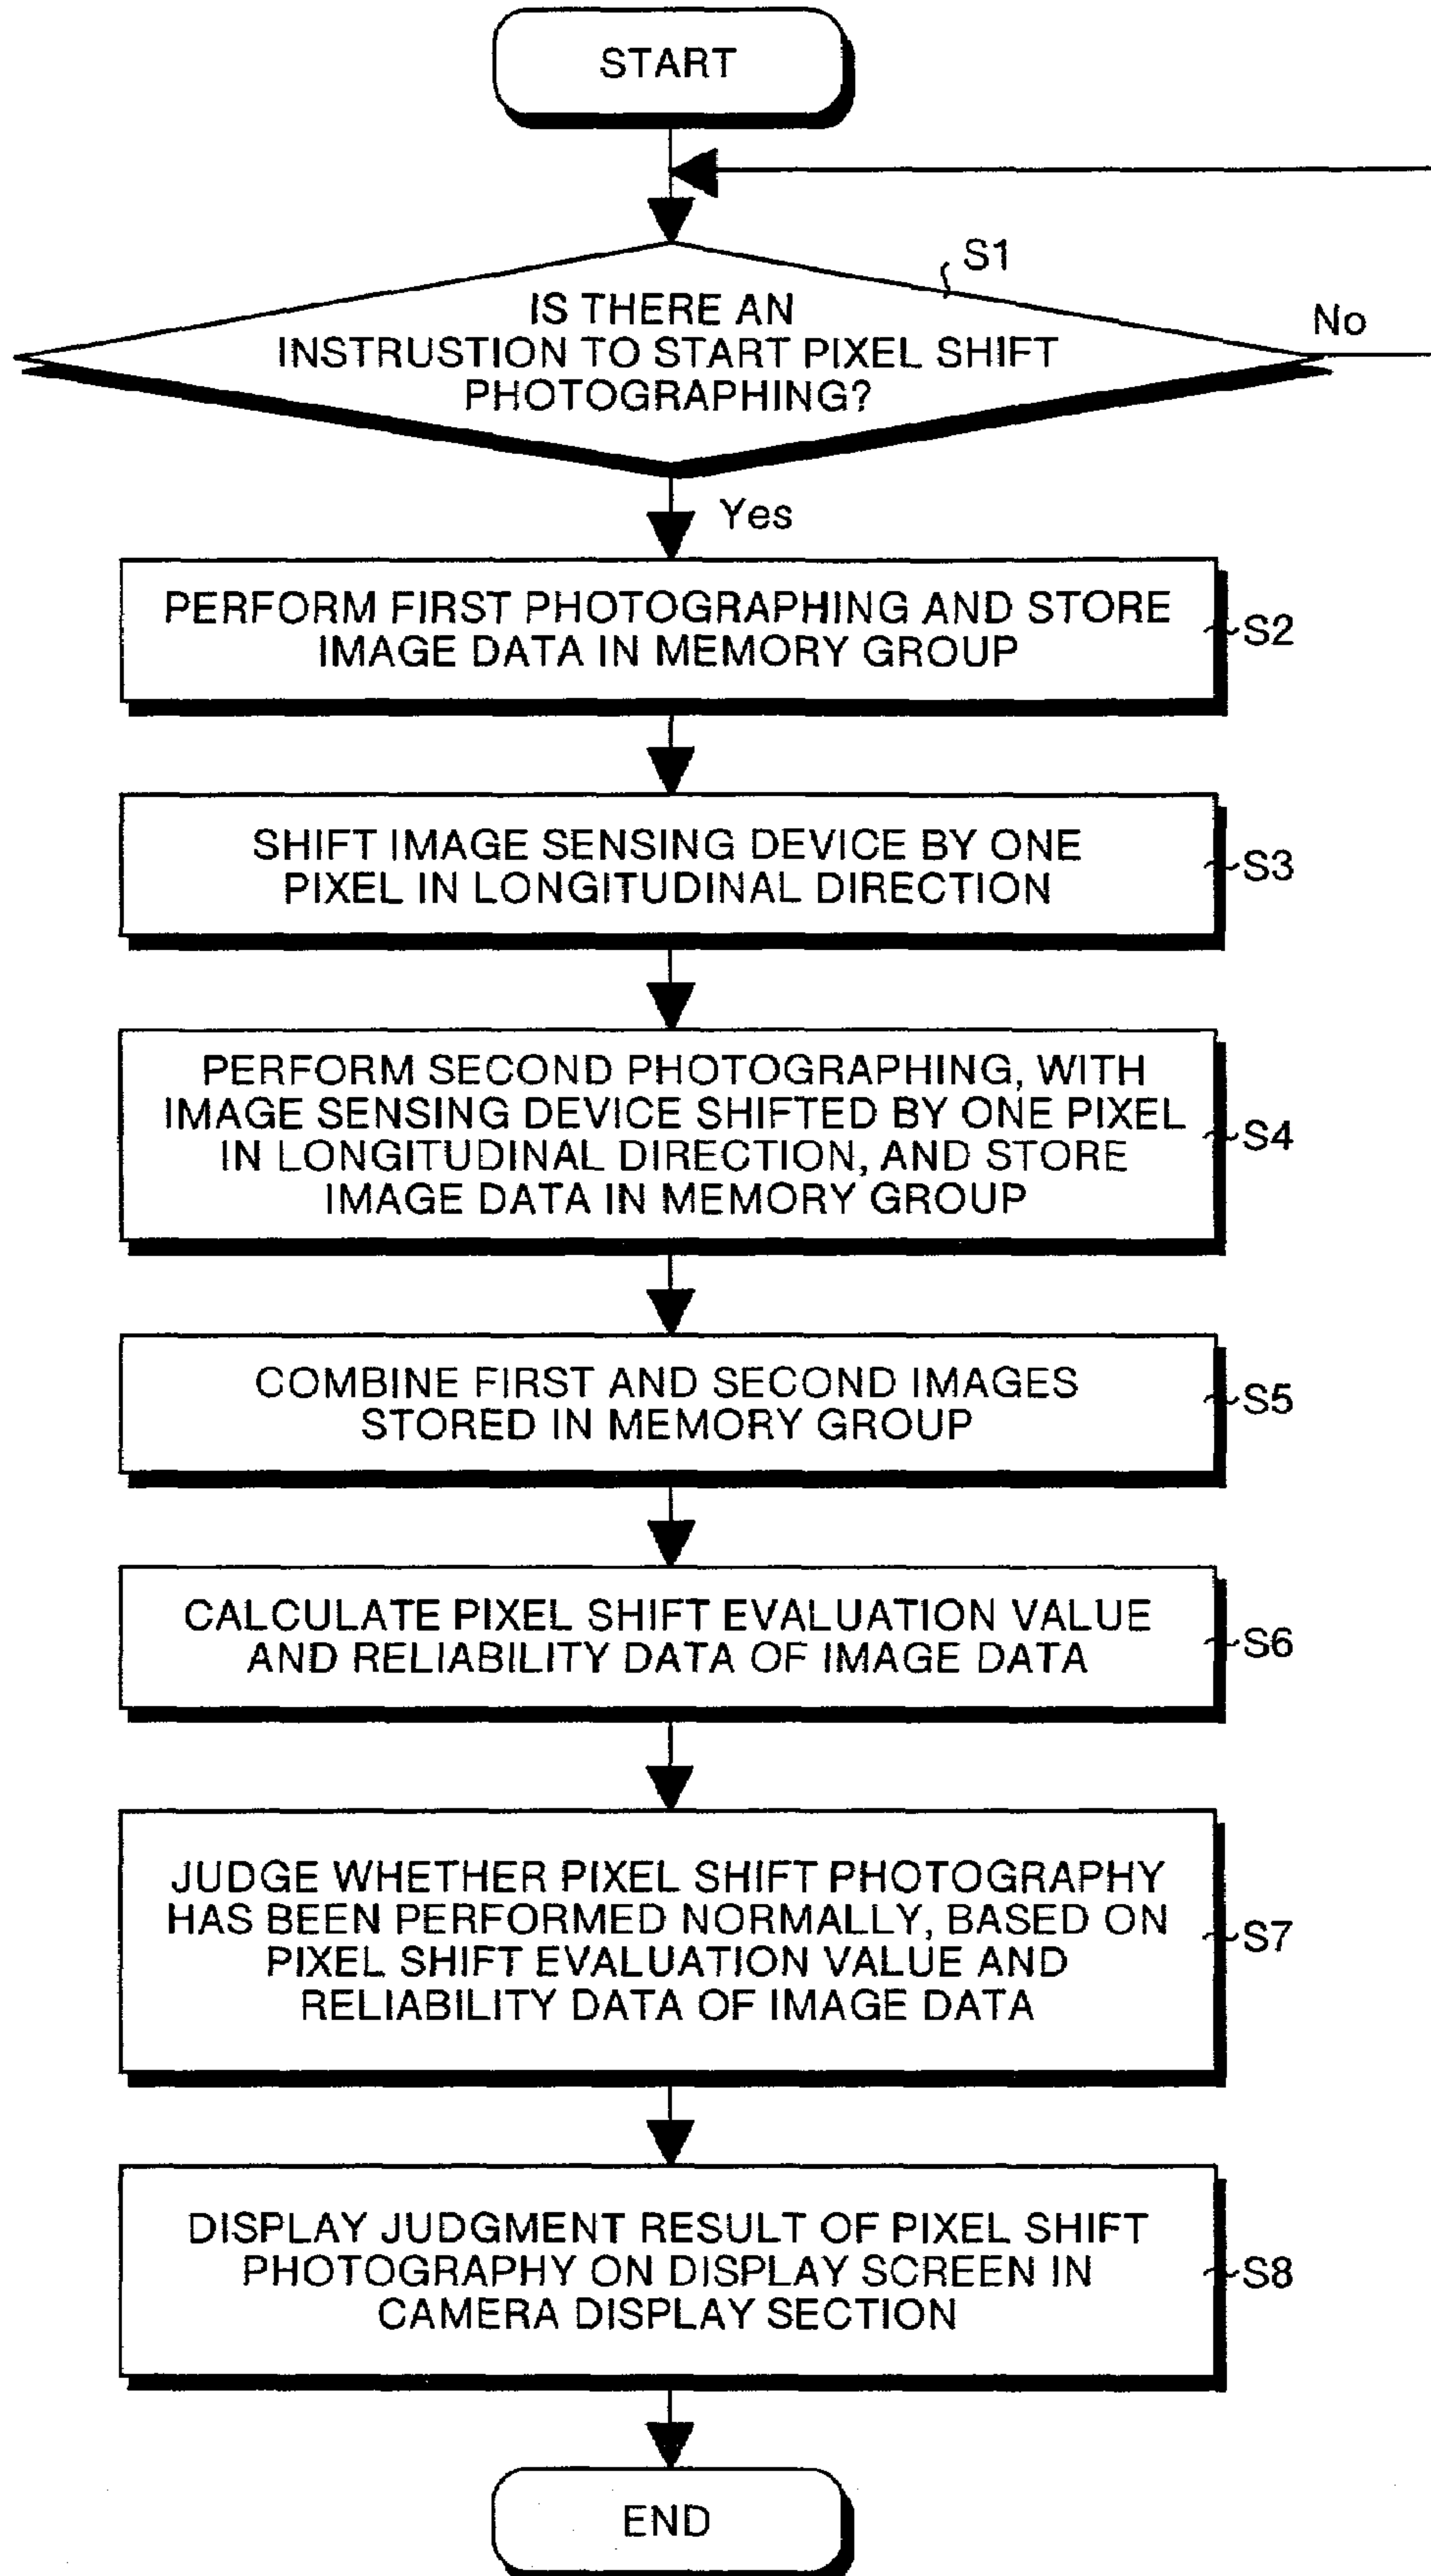 START
S1
IS THERE AN
INSTRUSTION TO START PIXEL SHIFT
PHOTOGRAPHING?
No
Yes
PERFORM FIRST PHOTOGRAPHING AND STORE
IMAGE DATA IN MEMORY GROUP
S2
SHIFT IMAGE SENSING DEVICE BY ONE
PIXEL IN LONGITUDINAL DIRECTION
S3
PERFORM SECOND PHOTOGRAPHING, WITH
IMAGE SENSING DEVICE SHIFTED BY ONE PIXEL
IN LONGITUDINAL DIRECTION, AND STORE
IMAGE DATA IN MEMORY GROUP
S4
COMBINE FIRST AND SECOND IMAGES
STORED IN MEMORY GROUP
S5
CALCULATE PIXEL SHIFT EVALUATION VALUE
AND RELIABILITY DATA OF IMAGE DATA
S6
JUDGE WHETHER PIXEL SHIFT PHOTOGRAPHY
HAS BEEN PERFORMED NORMALLY, BASED ON
PIXEL SHIFT EVALUATION VALUE AND
RELIABILITY DATA OF IMAGE DATA
S7
DISPLAY JUDGMENT RESULT OF PIXEL SHIFT
PHOTOGRAPHY ON DISPLAY SCREEN IN
CAMERA DISPLAY SECTION
S8
END